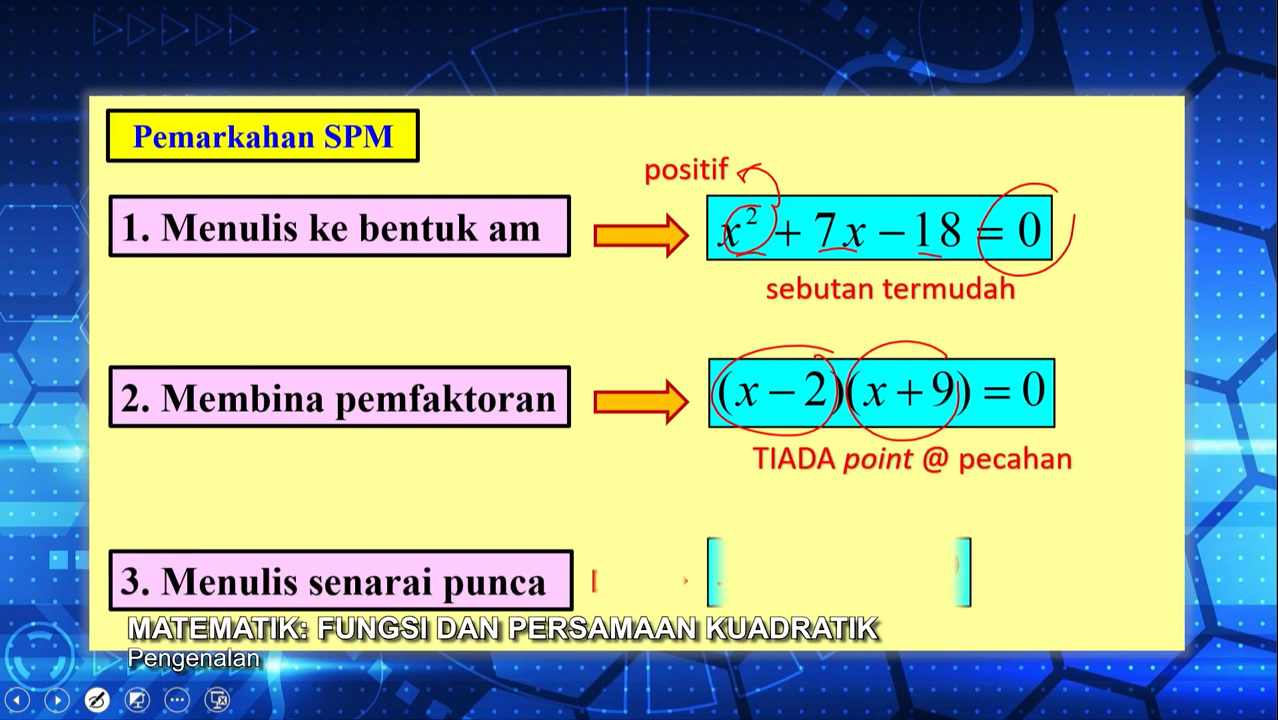 Pemarkahan SPM
positif
1. Menulis ke bentuk am
x² + 7x − 18 = 0
sebutan termudah
2. Membina pemfaktoran
(x − 2)(x + 9) = 0
TIADA point @ pecahan
3. Menulis senarai punca
MATEMATIK: FUNGSI DAN PERSAMAAN KUADRATIK
Pengenalan